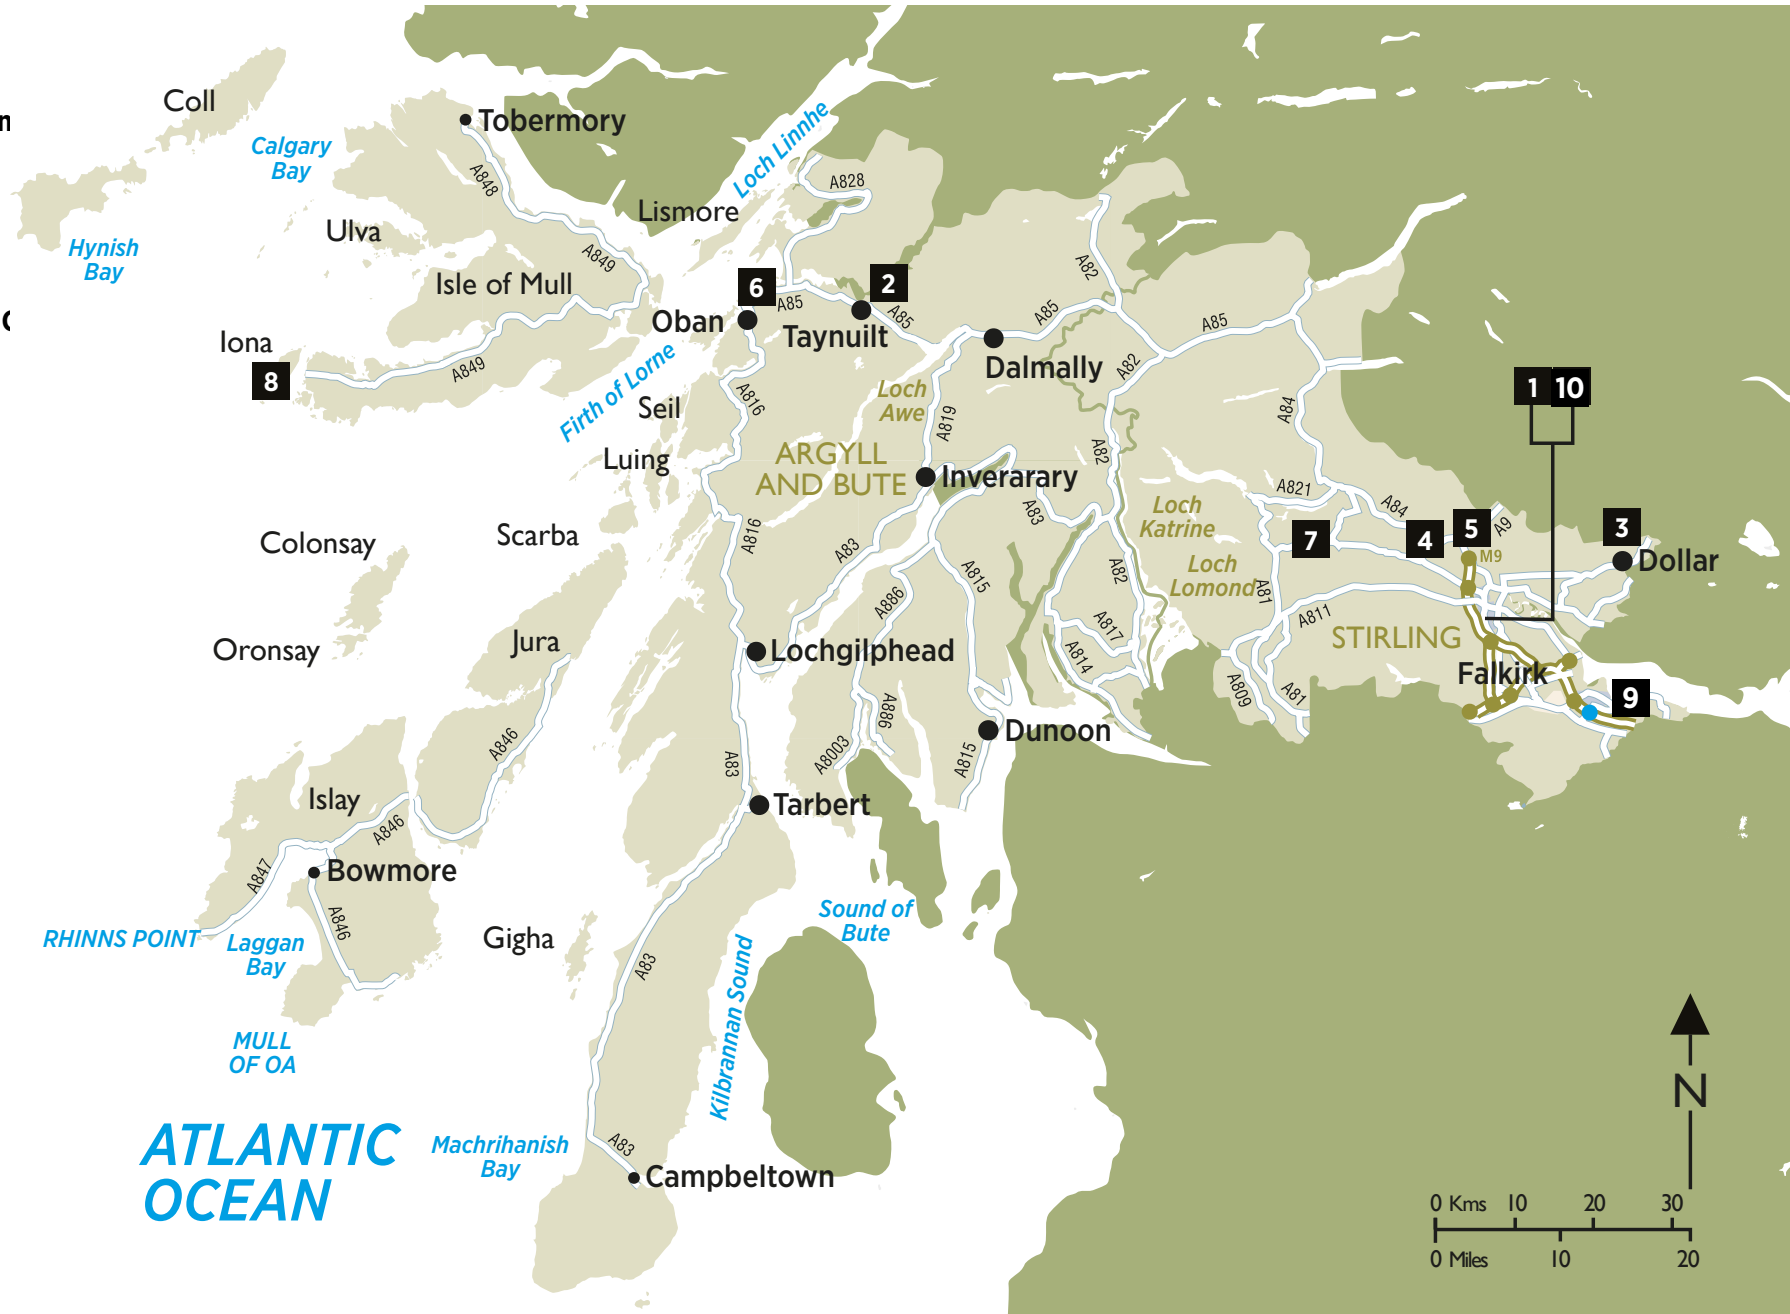 Coll
n
Tobermory
Calgary
Bay
Loch Linnhe
A848
A828
Lismore
Ulva
Hynish
Bay
A849
A82
Isle of Mull
6
2
A85
A85
A85
A85
Oban
Taynuilt
Iona
8
A849
Firth of Lorne
Dalmally
A82
1
10
Loch
Awe
A816
Seil
A819
A84
Luing
ARGYLL
AND BUTE
A82
Inverarary
A821
A83
Loch
Katrine
A84
7
4
5
A9
3
M9
Dollar
Colonsay
Scarba
A816
A83
A815
A82
Loch
Lomond
A81
A886
A811
A817
STIRLING
Oronsay
Jura
Lochgilphead
A814
Falkirk
A809
A81
9
A886
A846
A83
A8003
A815
Dunoon
Islay
Tarbert
A846
A847
Bowmore
A846
Sound of
Bute
RHINNS POINT
Laggan
Bay
Gigha
A83
Kilbrannan Sound
MULL
OF OA
N
ATLANTIC
OCEAN
Machrihanish
Bay
A83
Campbeltown
0 Kms 10 20 30
0 Miles 10 20